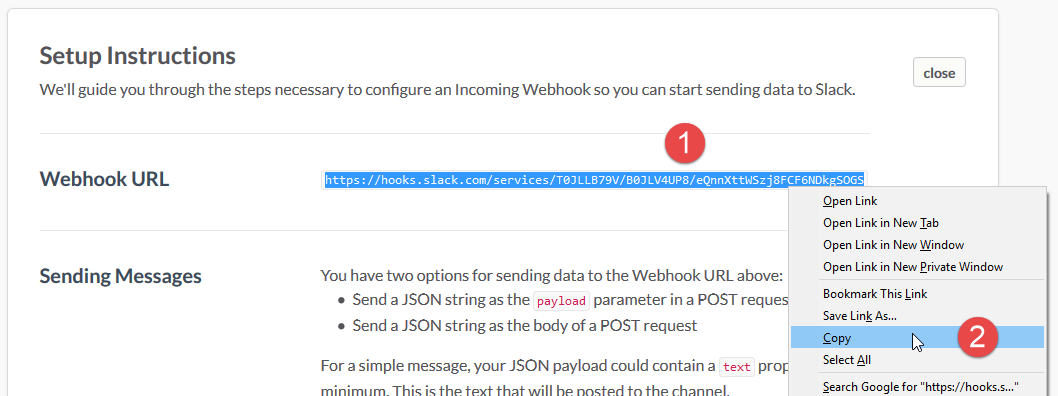 Setup Instructions
close
We'll guide you through the steps necessary to configure an Incoming Webhook so you can start sending data to Slack.
1
Webhook URL
https://hooks.slack.com/services/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
Open Link
Open Link in New Tab
Open Link in New Window
Open Link in New Private Window
Bookmark This Link
Save Link As...
Copy
2
Select All
Search Google for "https://hooks.s..."
Sending Messages
You have two options for sending data to the Webhook URL above:
Send a JSON string as the payload parameter in a POST reques
Send a JSON string as the body of a POST request
For a simple message, your JSON payload could contain a text prop
minimum. This is the text that will be posted to the channel.